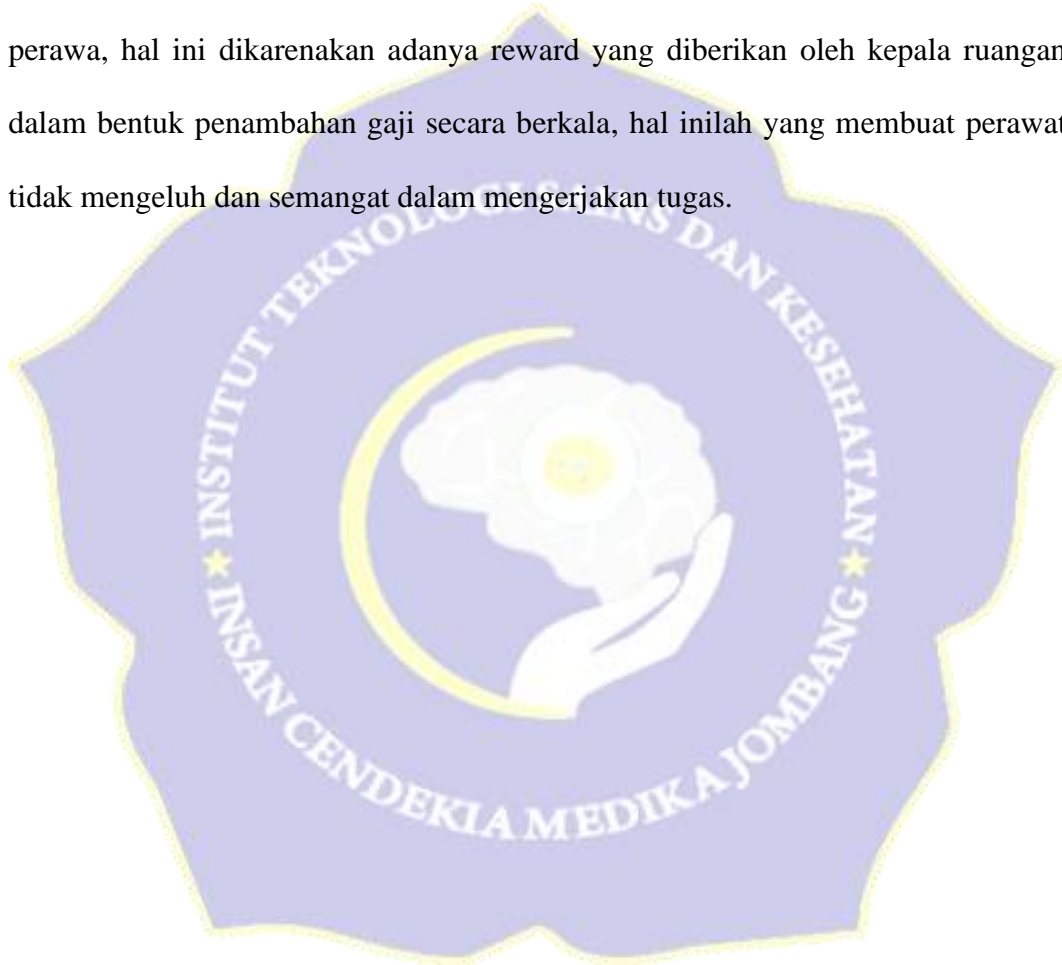 perawa, hal ini dikarenakan adanya reward yang diberikan oleh kepala ruangan
dalam bentuk penambahan gaji secara berkala, hal inilah yang membuat perawat
tidak mengeluh dan semangat dalam mengerjakan tugas.
INSTITUT TEKNOLOGI SAINS DAN KESEHATAN
INSAN CENDEKIA MEDIKA JOMBANG